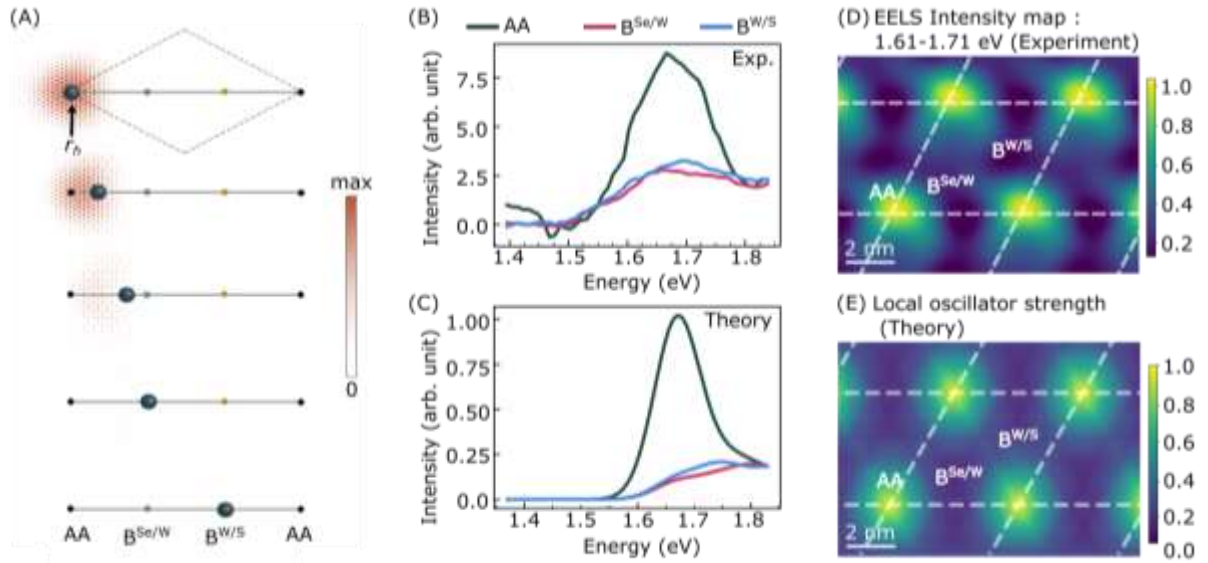 (A)
r_h
max
0
AA B^Se/W B^W/S AA
(B)
AA B^Se/W B^W/S
Exp.
Intensity (arb. unit)
7.5
5.0
2.5
0.0
1.4 1.5 1.6 1.7 1.8
Energy (eV)
(C)
Theory
Intensity (arb. unit)
1.00
0.75
0.50
0.25
0.0
1.4 1.5 1.6 1.7 1.8
Energy (eV)
(D) EELS Intensity map :
1.61-1.71 eV (Experiment)
B^W/S
AA B^Se/W
2 nm
1.0
0.8
0.6
0.4
0.2
(E) Local oscillator strength
(Theory)
B^W/S
AA B^Se/W
2 nm
1.0
0.8
0.6
0.4
0.2
0.0